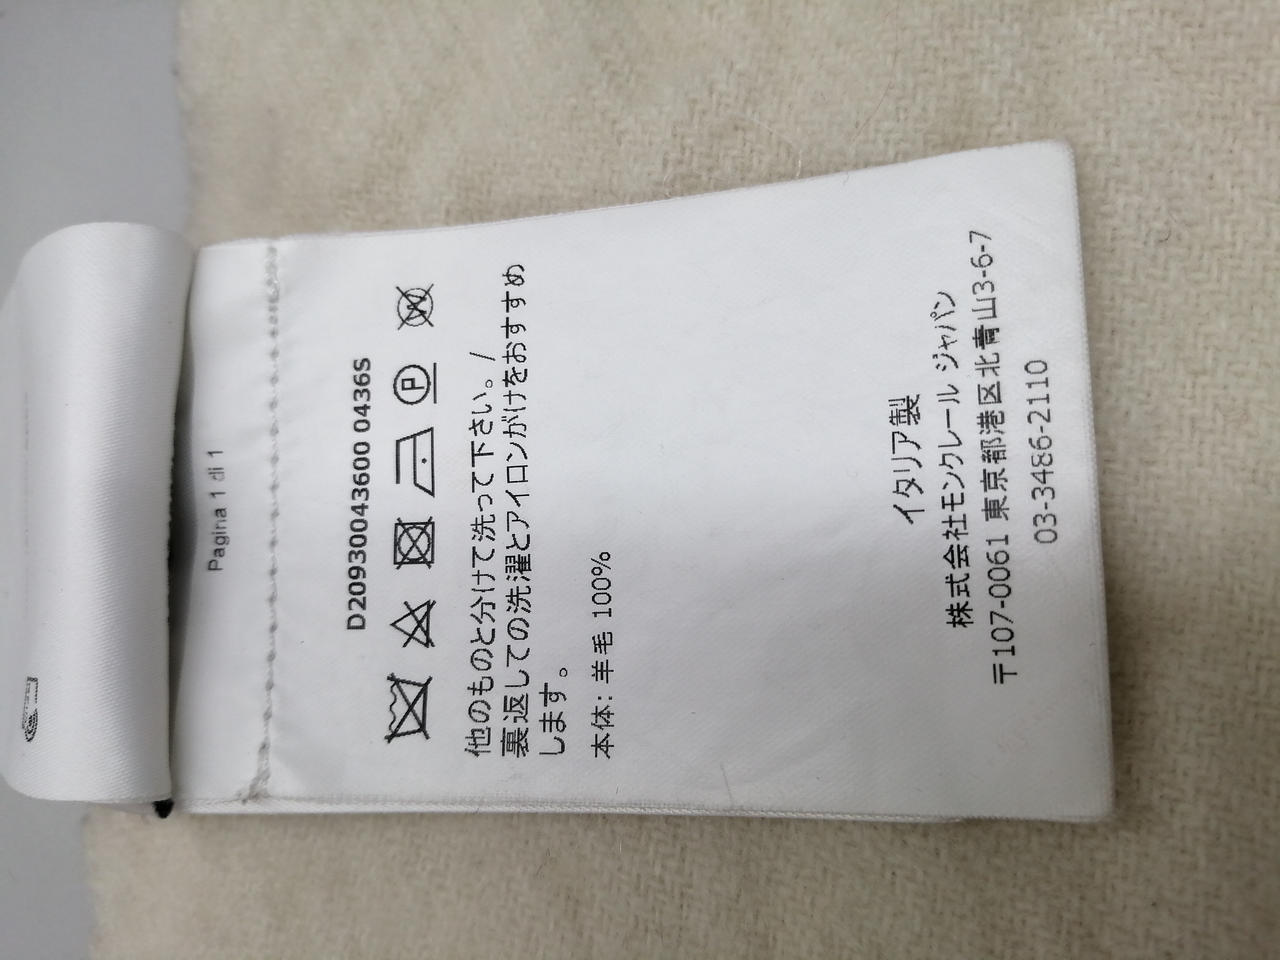 Pagina 1 di 1
D20930043600 0436S
P
W
他のものと分けて洗って下さい。/
裏返しての洗濯とアイロンがけをおすすめ
します。
本体: 羊毛 100%
イタリア製
株式会社モンクレール ジャパン
〒107-0061 東京都港区北青山3-6-7
03-3486-2110